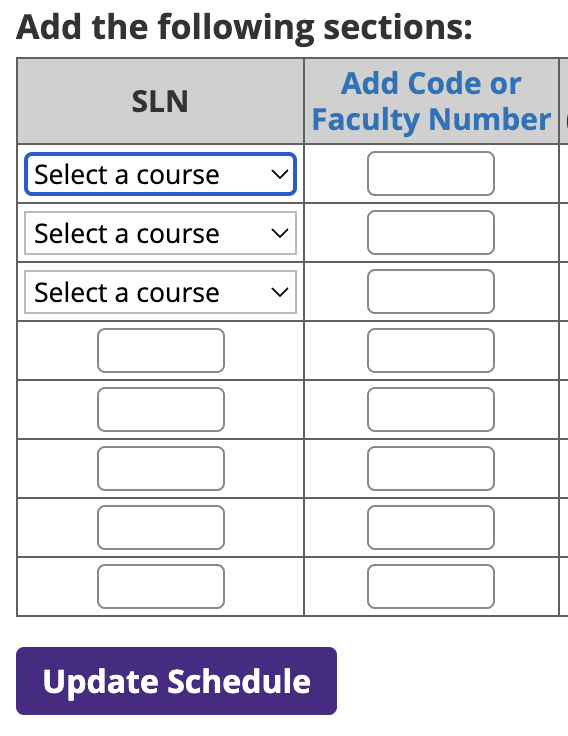 Add the following sections:
SLN
Add Code or
Faculty Number
Select a course
Select a course
Select a course
Update Schedule